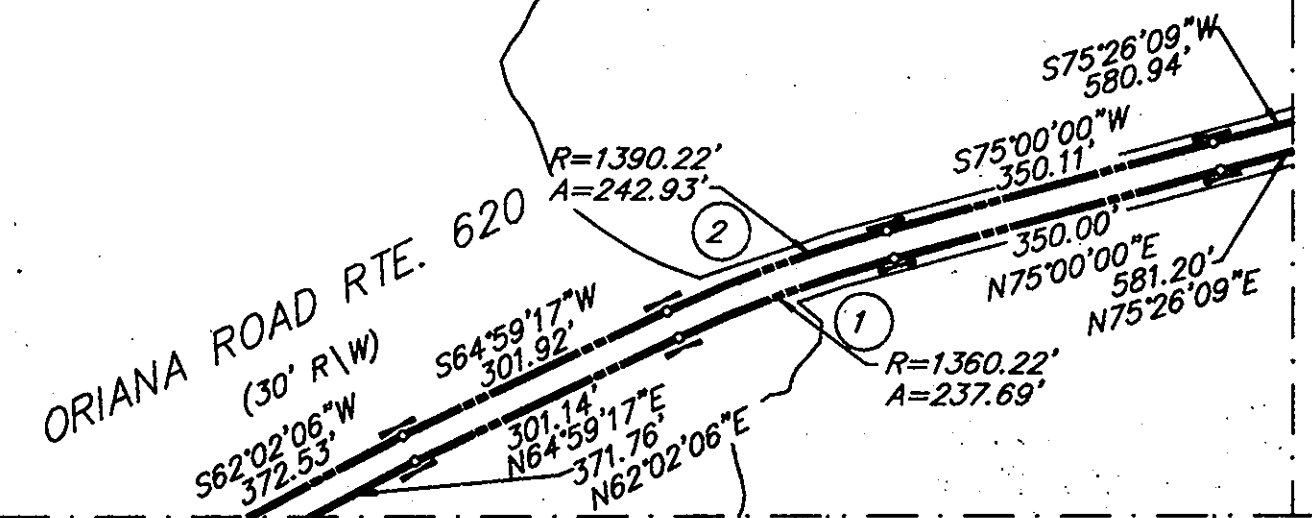 S75°26'09"W
580.94'
S75°00'00"W
350.11'
R=1390.22'
A=242.93'
2
ORIANA ROAD RTE. 620
(30' R\W)
350.00'
N75°00'00"E
581.20'
N75°26'09"E
1
R=1360.22'
A=237.69'
S64°59'17"W
301.92'
301.14'
N64°59'17"E
371.76'
N62°02'06"E
S62°02'06"W
372.53'